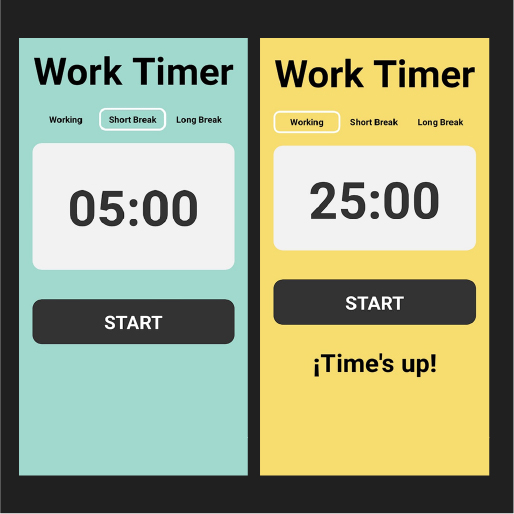 Work Timer
Working Short Break Long Break
05:00
START
Work Timer
Working Short Break Long Break
25:00
START
¡Time's up!